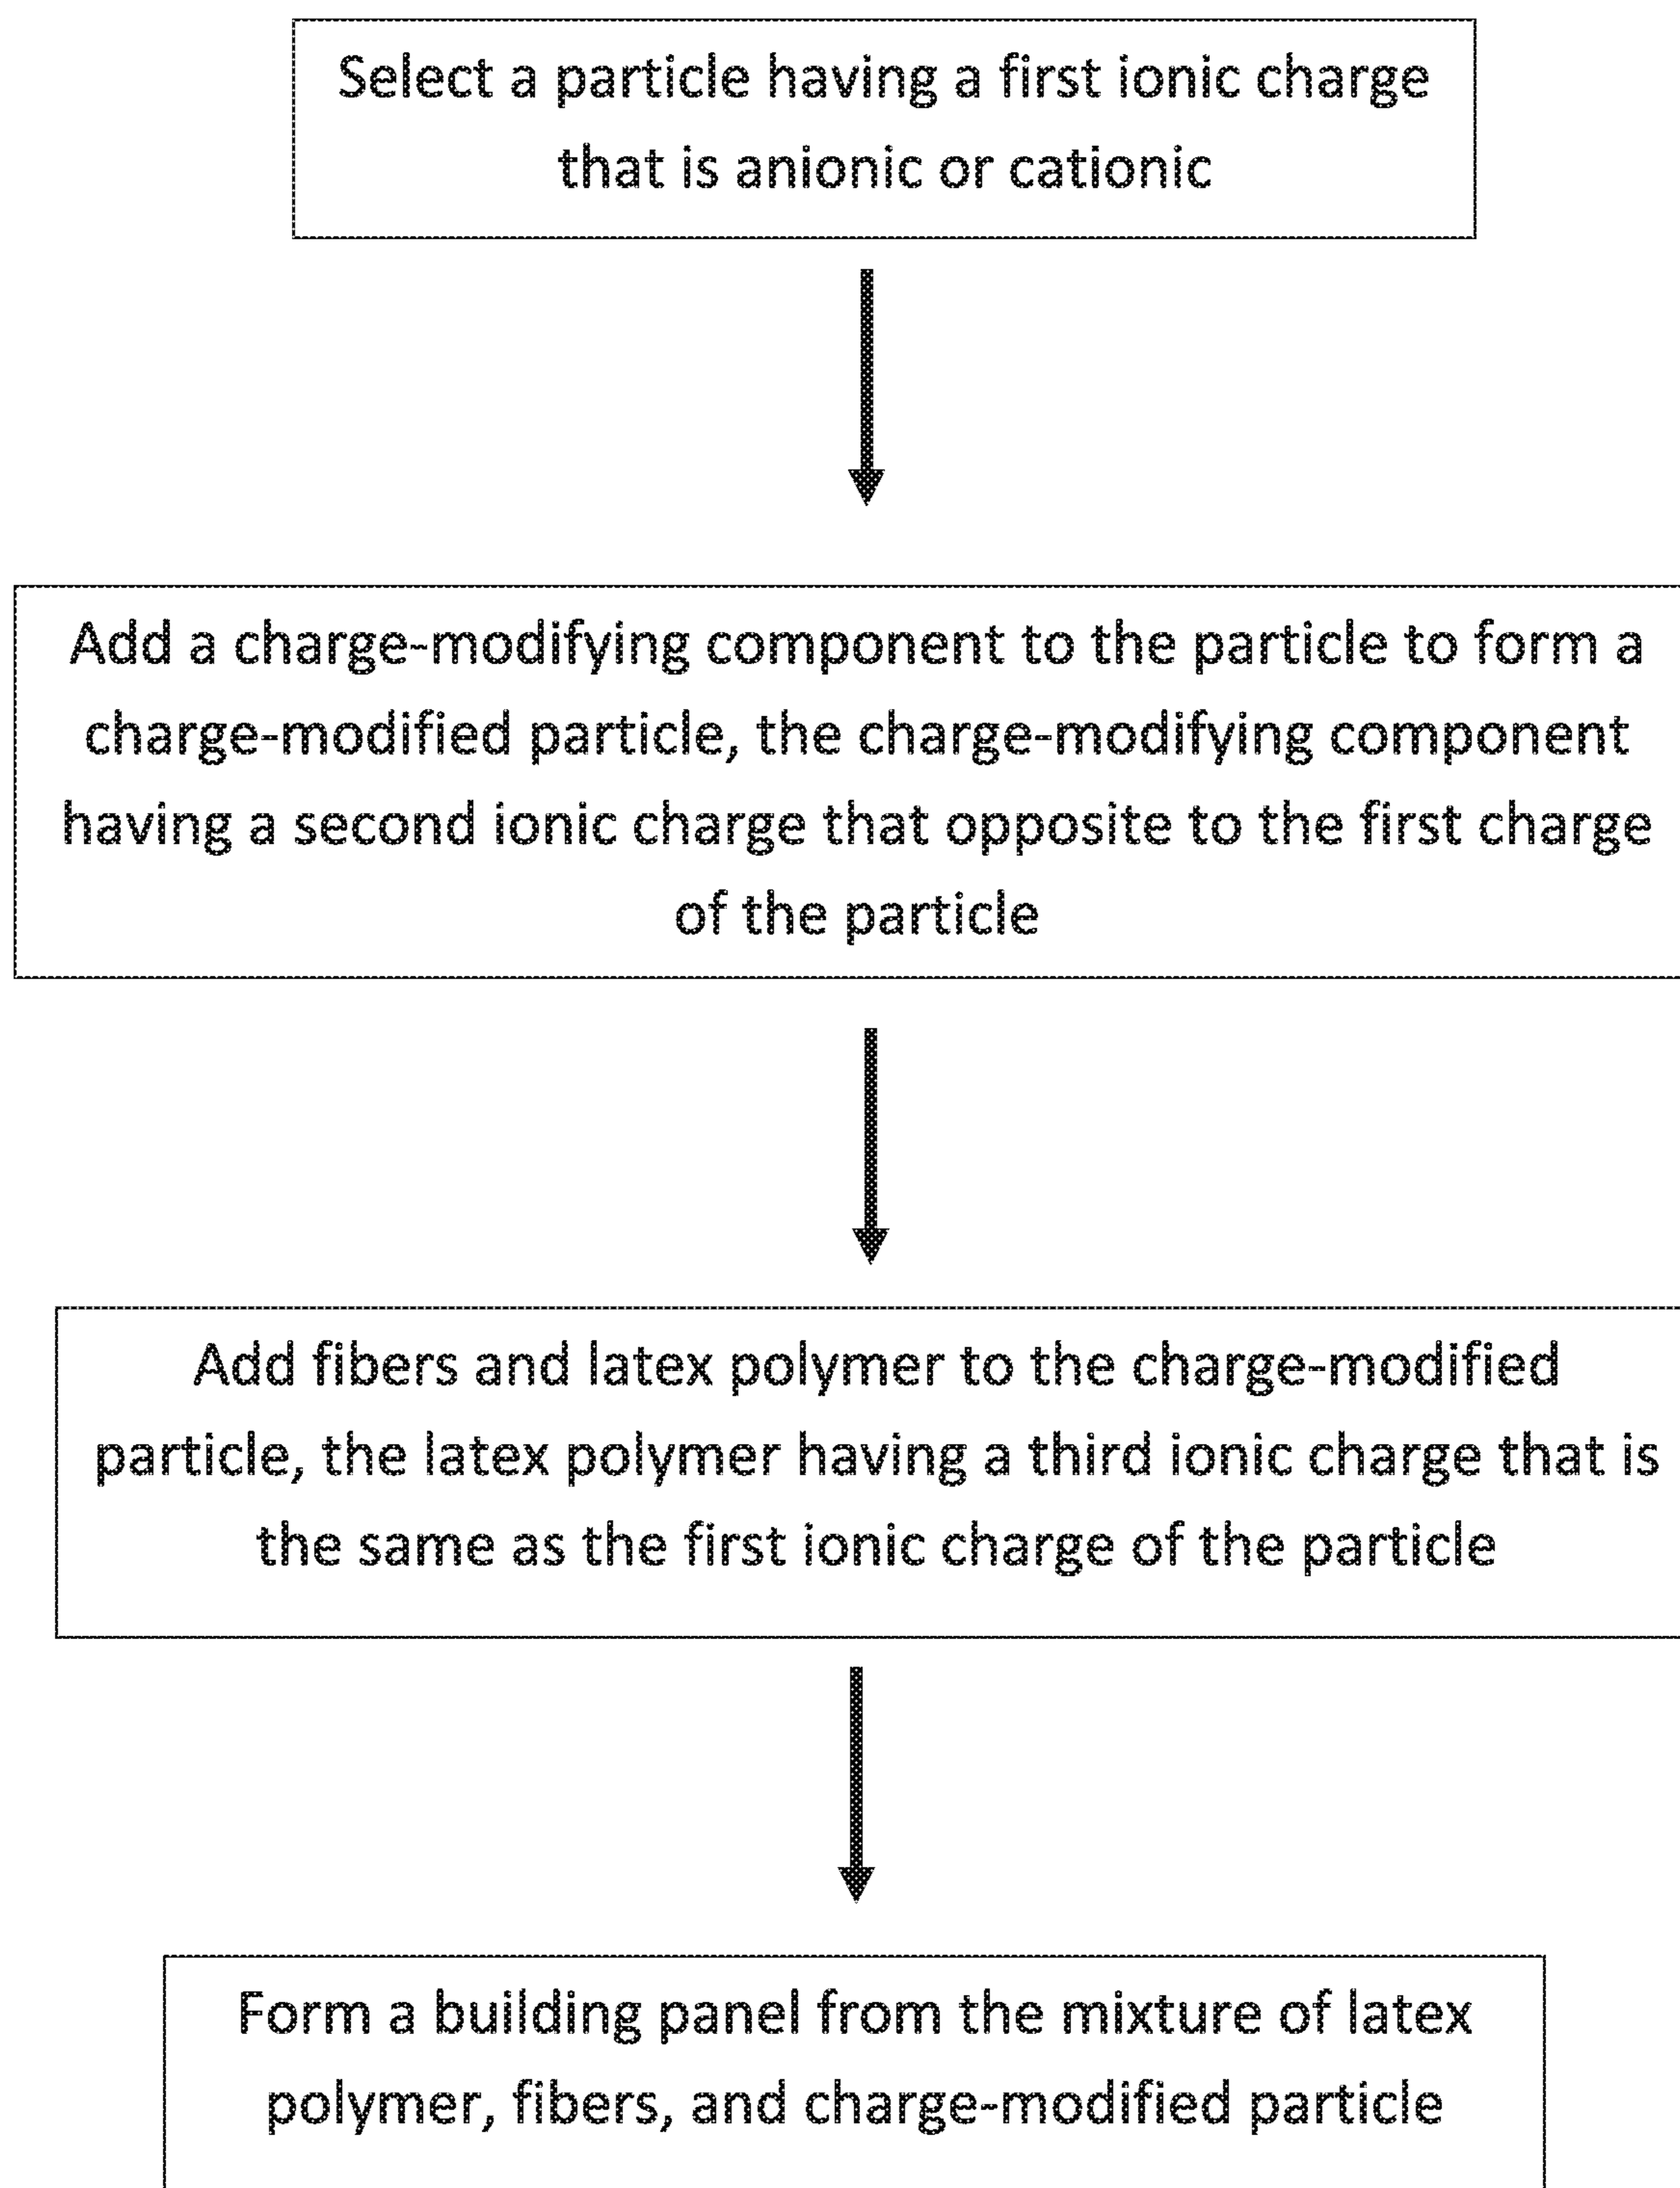 Select a particle having a first ionic charge
that is anionic or cationic
Add a charge-modifying component to the particle to form a
charge-modified particle, the charge-modifying component
having a second ionic charge that opposite to the first charge
of the particle
Add fibers and latex polymer to the charge-modified
particle, the latex polymer having a third ionic charge that is
the same as the first ionic charge of the particle
Form a building panel from the mixture of latex
polymer, fibers, and charge-modified particle